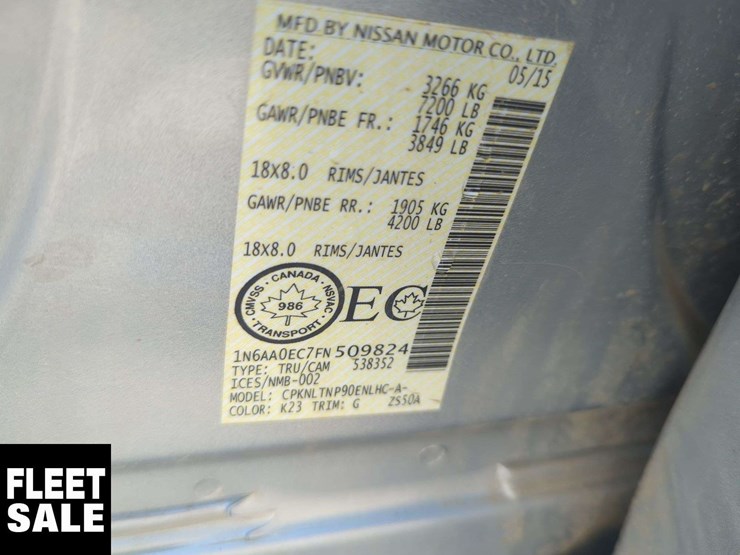 MFD BY NISSAN MOTOR CO., LTD.
DATE: 05/15
GVWR/PNBV: 3266 KG
7200 LB
GAWR/PNBE FR.: 1746 KG
3849 LB
18X8.0 RIMS/JANTES
GAWR/PNBE RR.: 1905 KG
4200 LB
18X8.0 RIMS/JANTES
CMVSS · CANADA · NSVAC
986
TRANSPORT
EC
1N6AA0EC7FN509824
TYPE: TRU/CAM 538352
ICES/NMB-002
MODEL: CPKNLTNP90ENLHC-A-
COLOR: K23 TRIM: G ZS50A
FLEET
SALE